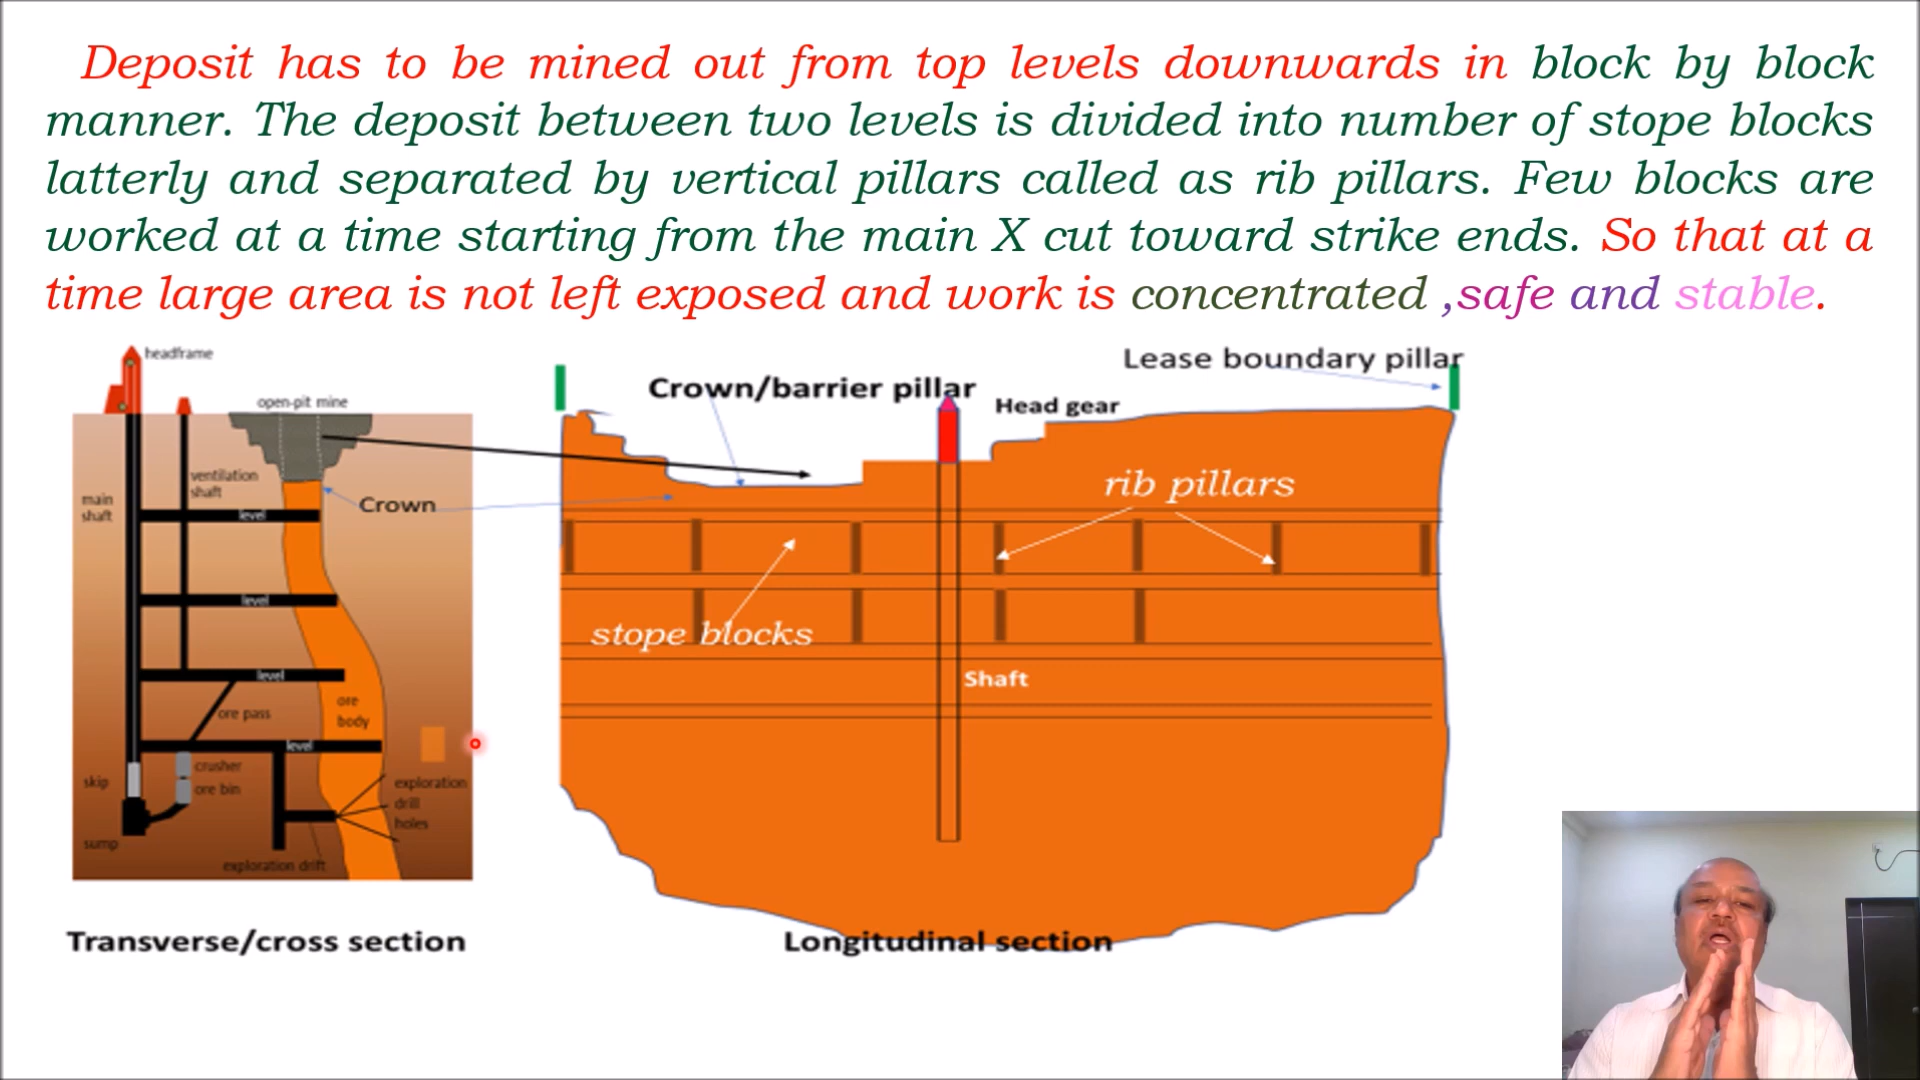 Deposit has to be mined out from top levels downwards in block by block
manner. The deposit between two levels is divided into number of stope blocks
latterly and separated by vertical pillars called as rib pillars. Few blocks are
worked at a time starting from the main X cut toward strike ends. So that at a
time large area is not left exposed and work is concentrated ,safe and stable.
headframe
open-pit mine
ventilation
shaft
main
shaft
Crown
level
level
level
ore pass
ore
body
level
crusher
skip
ore bin
exploration
drill
holes
sump
exploration drift
Transverse/cross section
Lease boundary pillar
Crown/barrier pillar
Head gear
rib pillars
stope blocks
Shaft
Longitudinal section